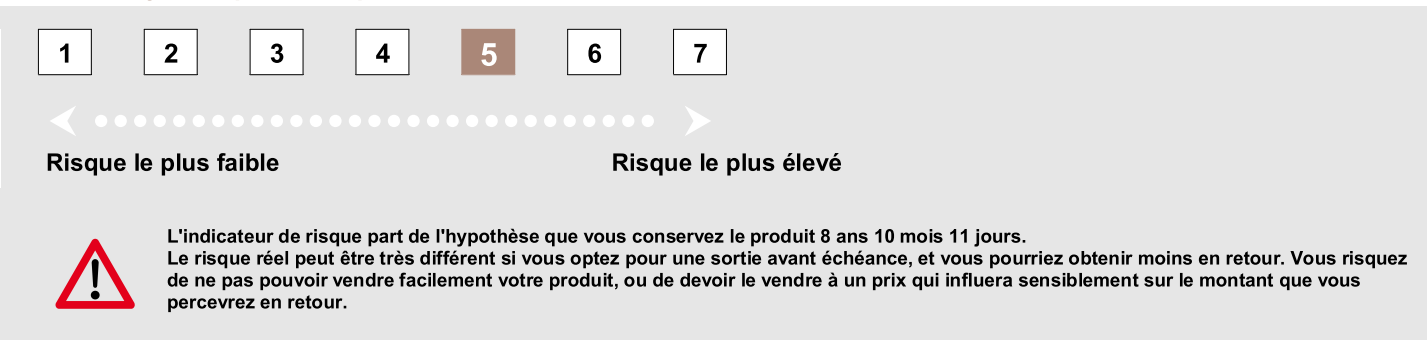 1 2 3 4 5 6 7
Risque le plus faible Risque le plus élevé
L'indicateur de risque part de l'hypothèse que vous conservez le produit 8 ans 10 mois 11 jours.
Le risque réel peut être très différent si vous optez pour une sortie avant échéance, et vous pourriez obtenir moins en retour. Vous risquez
de ne pas pouvoir vendre facilement votre produit, ou de devoir le vendre à un prix qui influera sensiblement sur le montant que vous
percevrez en retour.